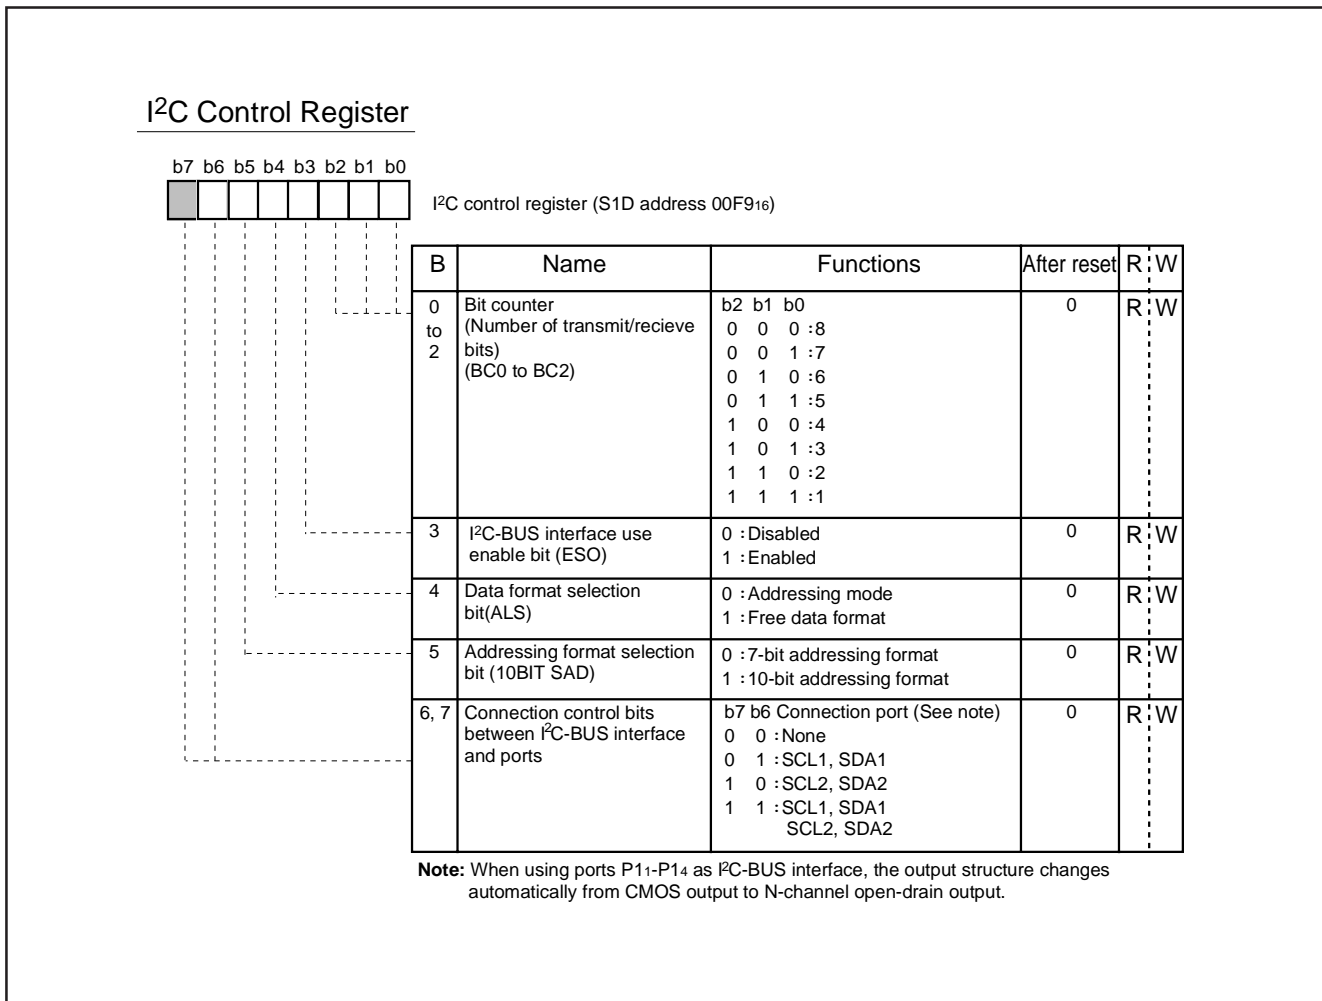 I2C Control Register
b7 b6 b5 b4 b3 b2 b1 b0
I2C control register (S1D address 00F916)
B Name Functions After reset R W
0 to 2 Bit counter (Number of transmit/recieve bits) (BC0 to BC2) 0 R W
b2 b1 b0
0 0 0 : 8
0 0 1 : 7
0 1 0 : 6
0 1 1 : 5
1 0 0 : 4
1 0 1 : 3
1 1 0 : 2
1 1 1 : 1
3 I2C-BUS interface use enable bit (ESO) 0 R W
0 : Disabled
1 : Enabled
4 Data format selection bit(ALS) 0 R W
0 : Addressing mode
1 : Free data format
5 Addressing format selection bit (10BIT SAD) 0 R W
0 : 7-bit addressing format
1 : 10-bit addressing format
6, 7 Connection control bits between I2C-BUS interface and ports 0 R W
b7 b6 Connection port (See note)
0 0 : None
0 1 : SCL1, SDA1
1 0 : SCL2, SDA2
1 1 : SCL1, SDA1
SCL2, SDA2
Note: When using ports P11-P14 as I2C-BUS interface, the output structure changes
automatically from CMOS output to N-channel open-drain output.